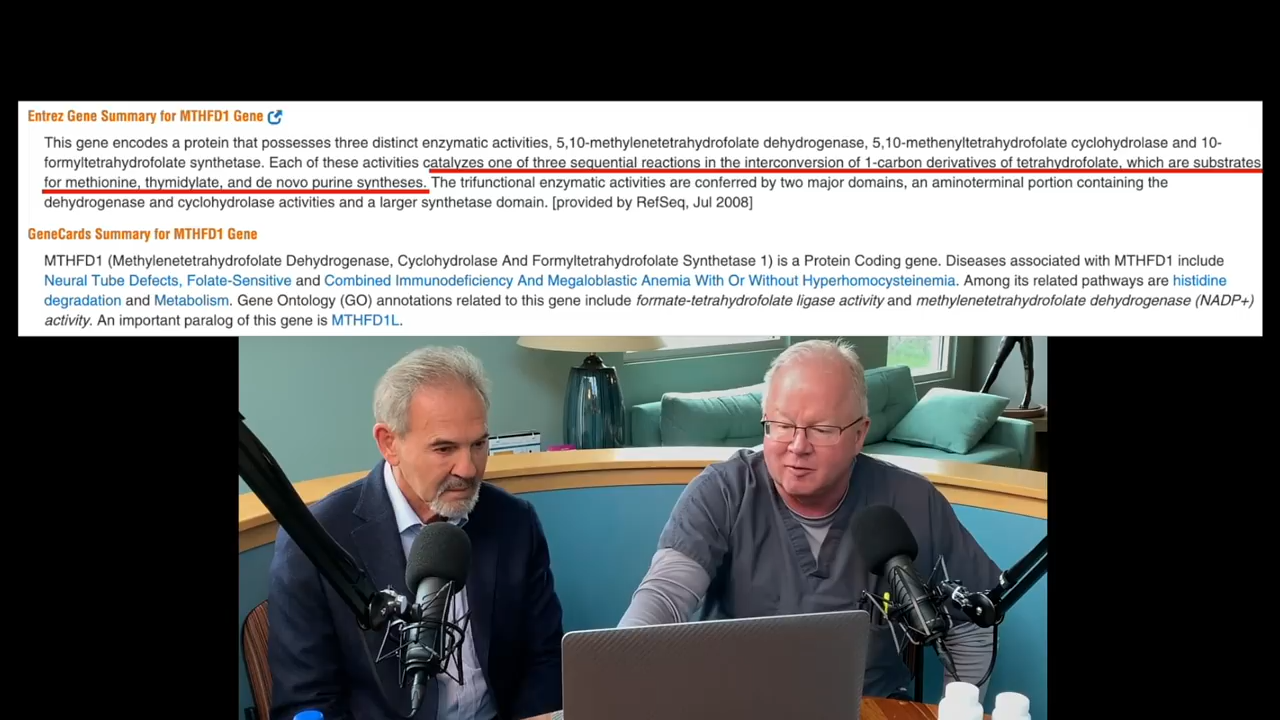 Entrez Gene Summary for MTHFD1 Gene
This gene encodes a protein that possesses three distinct enzymatic activities, 5,10-methylenetetrahydrofolate dehydrogenase, 5,10-methenyltetrahydrofolate cyclohydrolase and 10-
formyltetrahydrofolate synthetase. Each of these activities catalyzes one of three sequential reactions in the interconversion of 1-carbon derivatives of tetrahydrofolate, which are substrates
for methionine, thymidylate, and de novo purine syntheses. The trifunctional enzymatic activities are conferred by two major domains, an aminoterminal portion containing the
dehydrogenase and cyclohydrolase activities and a larger synthetase domain. [provided by RefSeq, Jul 2008]
GeneCards Summary for MTHFD1 Gene
MTHFD1 (Methylenetetrahydrofolate Dehydrogenase, Cyclohydrolase And Formyltetrahydrofolate Synthetase 1) is a Protein Coding gene. Diseases associated with MTHFD1 include
Neural Tube Defects, Folate-Sensitive and Combined Immunodeficiency And Megaloblastic Anemia With Or Without Hyperhomocysteinemia. Among its related pathways are histidine
degradation and Metabolism. Gene Ontology (GO) annotations related to this gene include formate-tetrahydrofolate ligase activity and methylenetetrahydrofolate dehydrogenase (NADP+)
activity. An important paralog of this gene is MTHFD1L.